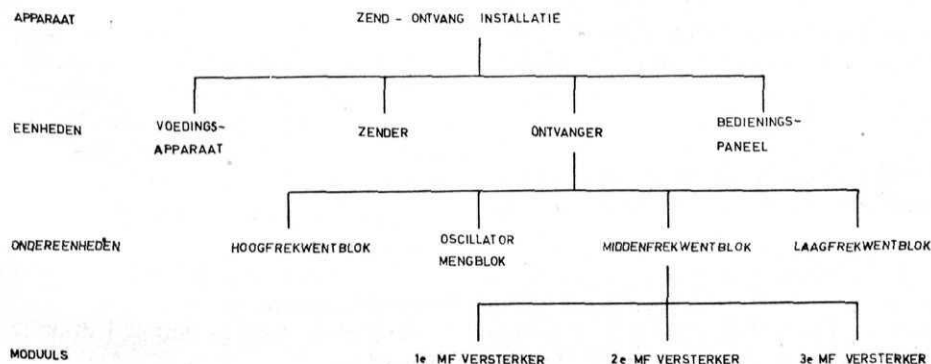 APPARAAT
ZEND - ONTVANG INSTALLATIE
EENHEDEN
VOEDINGS-
APPARAAT
ZENDER
ONTVANGER
BEDIENINGS-
PANEEL
ONDEREENHEDEN
HOOGFREKWENTBLOK
OSCILLATOR
MENGBLOK
MIDDENFREKWENTBLOK
LAAGFREKWENTBLOK
MODUULS
1e MF VERSTERKER
2e MF VERSTERKER
3e MF VERSTERKER